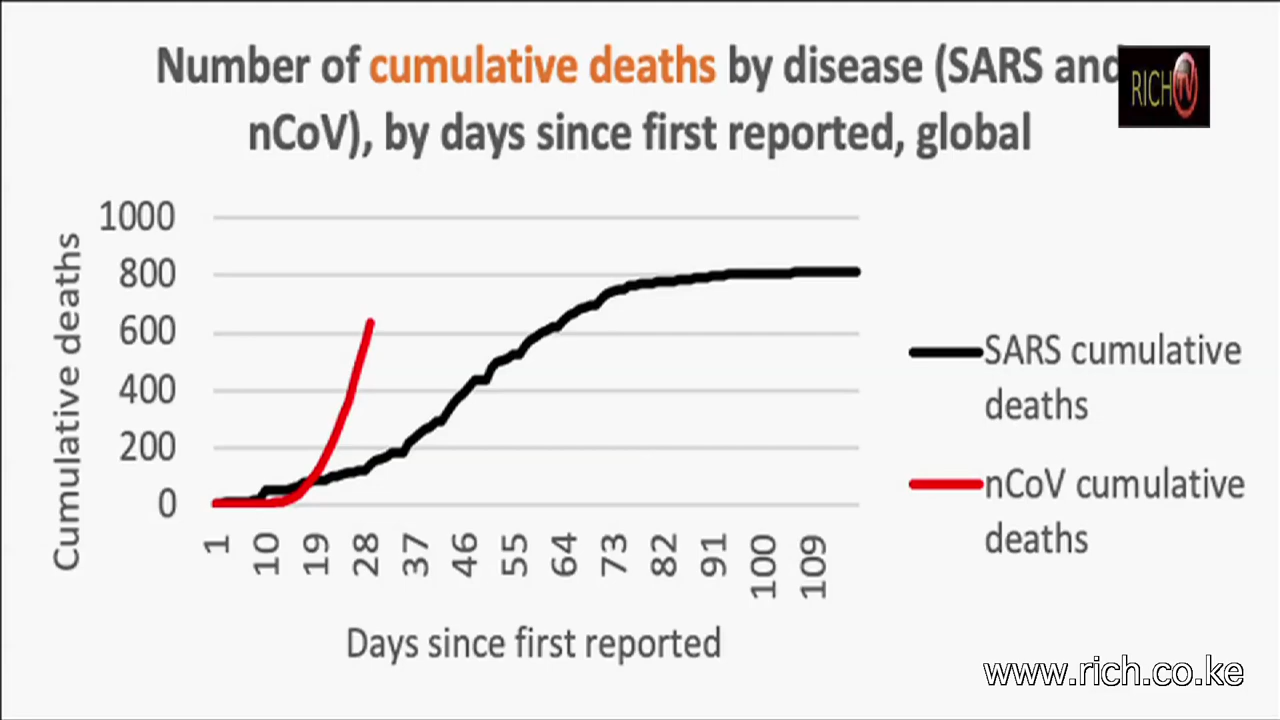 Number of cumulative deaths by disease (SARS and
nCoV), by days since first reported, global
RICH TV
Cumulative deaths
1000
800
600
400
200
0
1
10
19
28
37
46
55
64
73
82
91
100
109
Days since first reported
SARS cumulative
deaths
nCoV cumulative
deaths
www.rich.co.ke